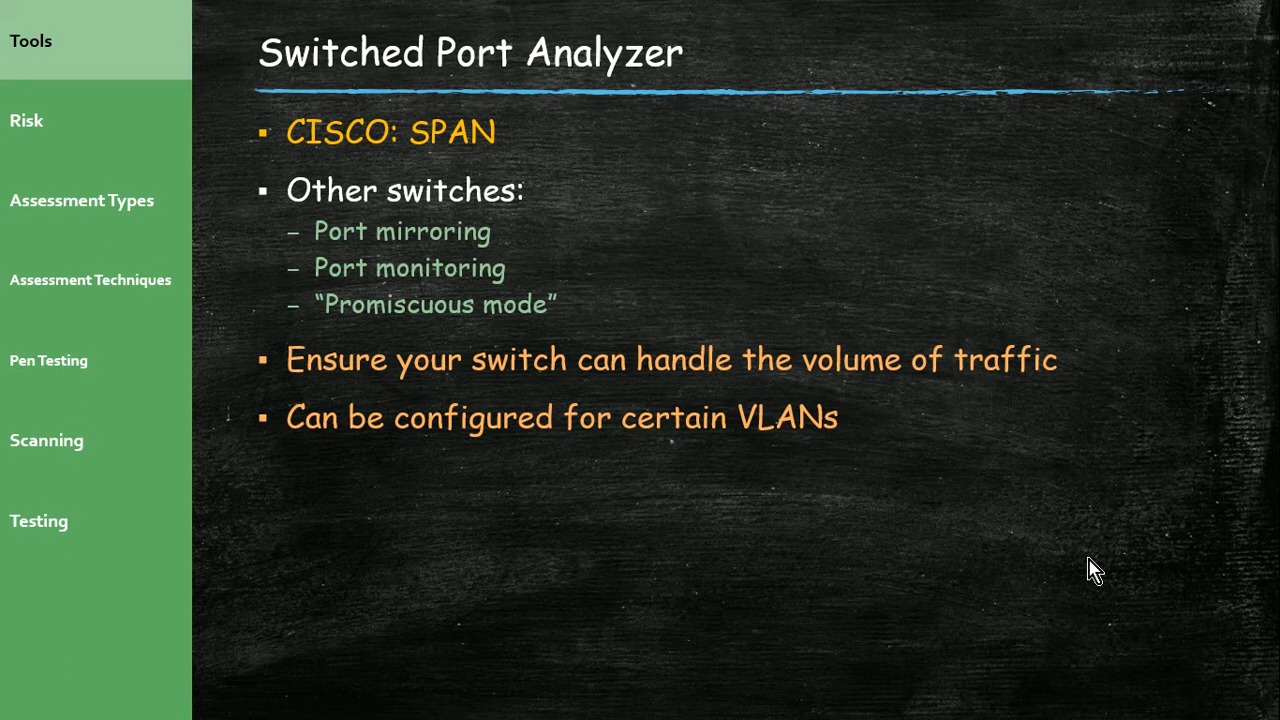 Tools
Risk
Assessment Types
Assessment Techniques
Pen Testing
Scanning
Testing
Switched Port Analyzer
▪ CISCO: SPAN
▪ Other switches:
– Port mirroring
– Port monitoring
– “Promiscuous mode”
▪ Ensure your switch can handle the volume of traffic
▪ Can be configured for certain VLANs